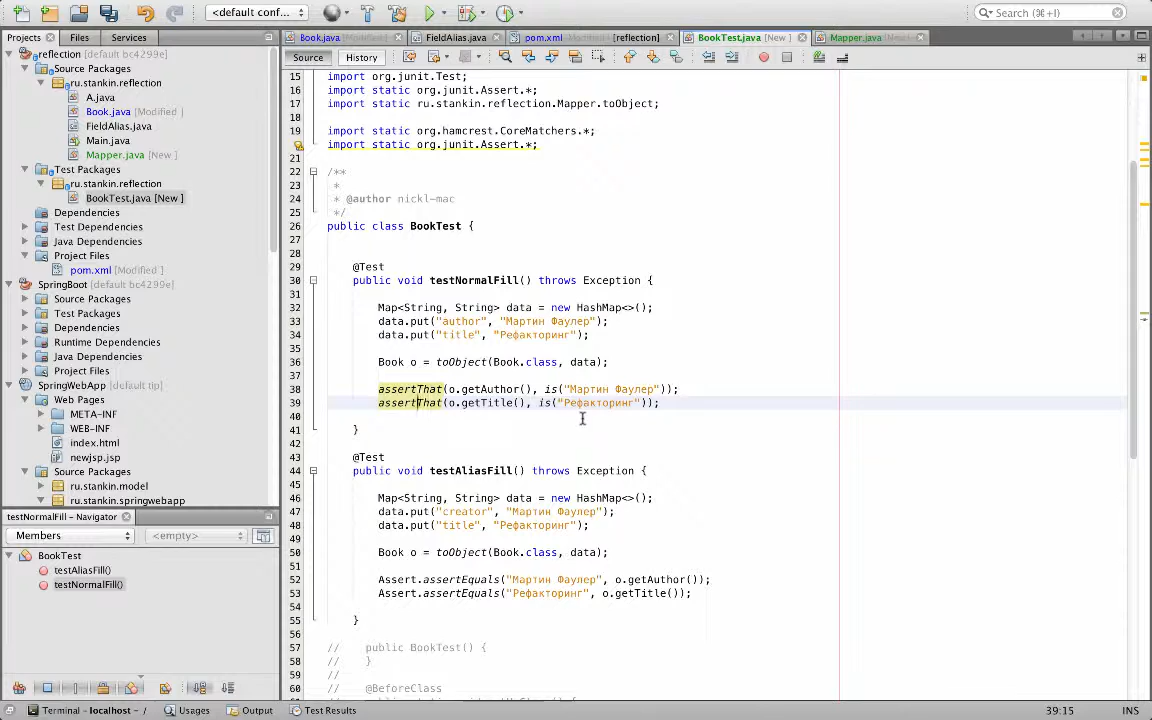 <default conf...
Search (⌘+I)
Projects
Files
Services
Book.java [Modified ]
FieldAlias.java
pom.xml [Modified ] [reflection]
BookTest.java [New ]
Mapper.java [New ]
Source
History
reflection [default bc4299e]
Source Packages
ru.stankin.reflection
A.java
Book.java [Modified ]
FieldAlias.java
Main.java
Mapper.java [New ]
Test Packages
ru.stankin.reflection
BookTest.java [New ]
Dependencies
Test Dependencies
Java Dependencies
Project Files
pom.xml [Modified ]
SpringBoot [default bc4299e]
Source Packages
Test Packages
Dependencies
Runtime Dependencies
Java Dependencies
Project Files
SpringWebApp [default tip]
Web Pages
META-INF
WEB-INF
index.html
newjsp.jsp
Source Packages
ru.stankin.model
ru.stankin.springwebapp
testNormalFill() - Navigator
Members
<empty>
BookTest
testAliasFill()
testNormalFill()
15 import org.junit.Test;
16 import static org.junit.Assert.*;
17 import static ru.stankin.reflection.Mapper.toObject;
18
19 import static org.hamcrest.CoreMatchers.*;
import static org.junit.Assert.*;
21
22 /**
23 *
24 * @author nickl-mac
25 */
26 public class BookTest {
27
28
29 @Test
30 public void testNormalFill() throws Exception {
31
32 Map<String, String> data = new HashMap<>();
33 data.put("author", "Мартин Фаулер");
34 data.put("title", "Рефакторинг");
35
36 Book o = toObject(Book.class, data);
37
38 assertThat(o.getAuthor(), is("Мартин Фаулер"));
39 assertThat(o.getTitle(), is("Рефакторинг"));
40
41 }
42
43 @Test
44 public void testAliasFill() throws Exception {
45
46 Map<String, String> data = new HashMap<>();
47 data.put("creator", "Мартин Фаулер");
48 data.put("title", "Рефакторинг");
49
50 Book o = toObject(Book.class, data);
51
52 Assert.assertEquals("Мартин Фаулер", o.getAuthor());
53 Assert.assertEquals("Рефакторинг", o.getTitle());
54
55 }
56
57 // public BookTest() {
58 // }
59 //
60 // @BeforeClass
Terminal - localhost - /
Usages
Output
Test Results
39:15
INS